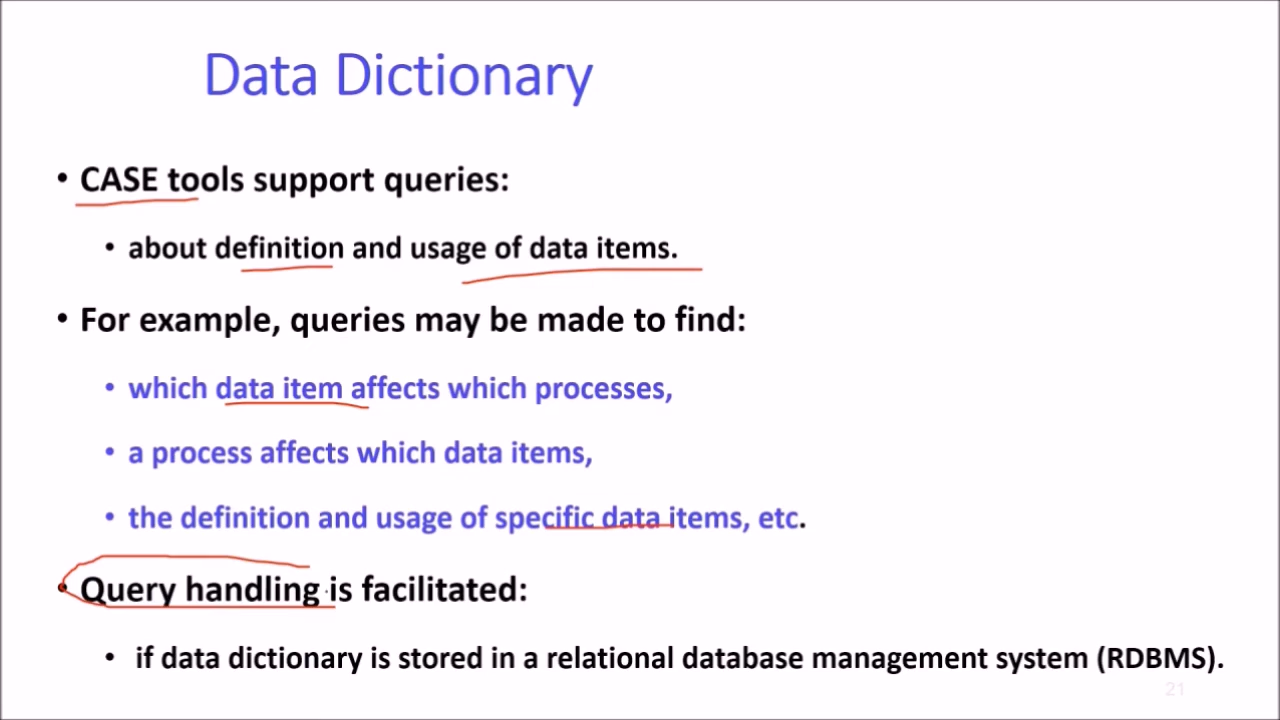 Data Dictionary
• CASE tools support queries:
• about definition and usage of data items.
• For example, queries may be made to find:
• which data item affects which processes,
• a process affects which data items,
• the definition and usage of specific data items, etc.
• Query handling is facilitated:
• if data dictionary is stored in a relational database management system (RDBMS).
21